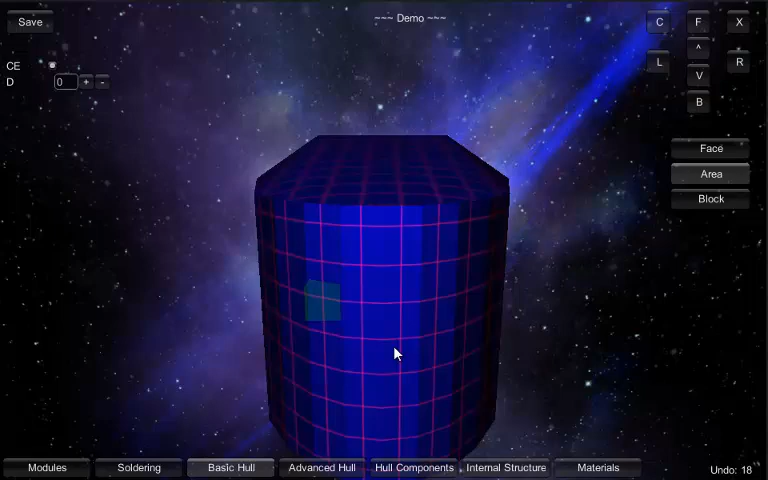 Save
~~~ Demo ~~~
C F X
^
L R
V
B
CE
D 0 + -
Face
Area
Block
Modules Soldering Basic Hull Advanced Hull Hull Components Internal Structure Materials
Undo: 18